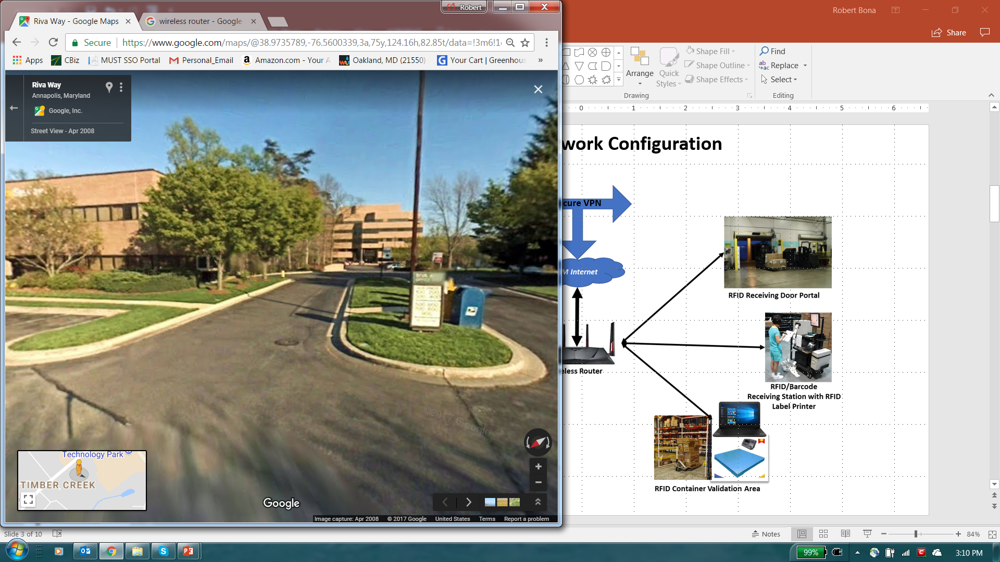 Robert
Riva Way - Google Maps
wireless router - Google
Secure
https://www.google.com/maps/@38.9735789,-76.5600339,3a,75y,124.16h,82.85t/data=!3m6!1
Apps
CBiz
MUST SSO Portal
Personal_Email
Amazon.com - Your A
Oakland, MD (21550)
Your Cart | Greenhous
»
Riva Way
Annapolis, Maryland
Google, Inc.
Street View - Apr 2008
Technology Park
TIMBER CREEK
Google
Image capture: Apr 2008
© 2017 Google
United States
Terms
Report a problem
Robert Bona
Share
Arrange
Quick
Styles
Shape Fill
Shape Outline
Shape Effects
Drawing
Find
Replace
Select
Editing
0 1 2 3 4 5 6
work Configuration
cure VPN
M Internet
eless Router
RFID Receiving Door Portal
RFID/Barcode
Receiving Station with RFID
Label Printer
RFID Container Validation Area
Slide 3 of 10
Notes
84%
99%
3:10 PM